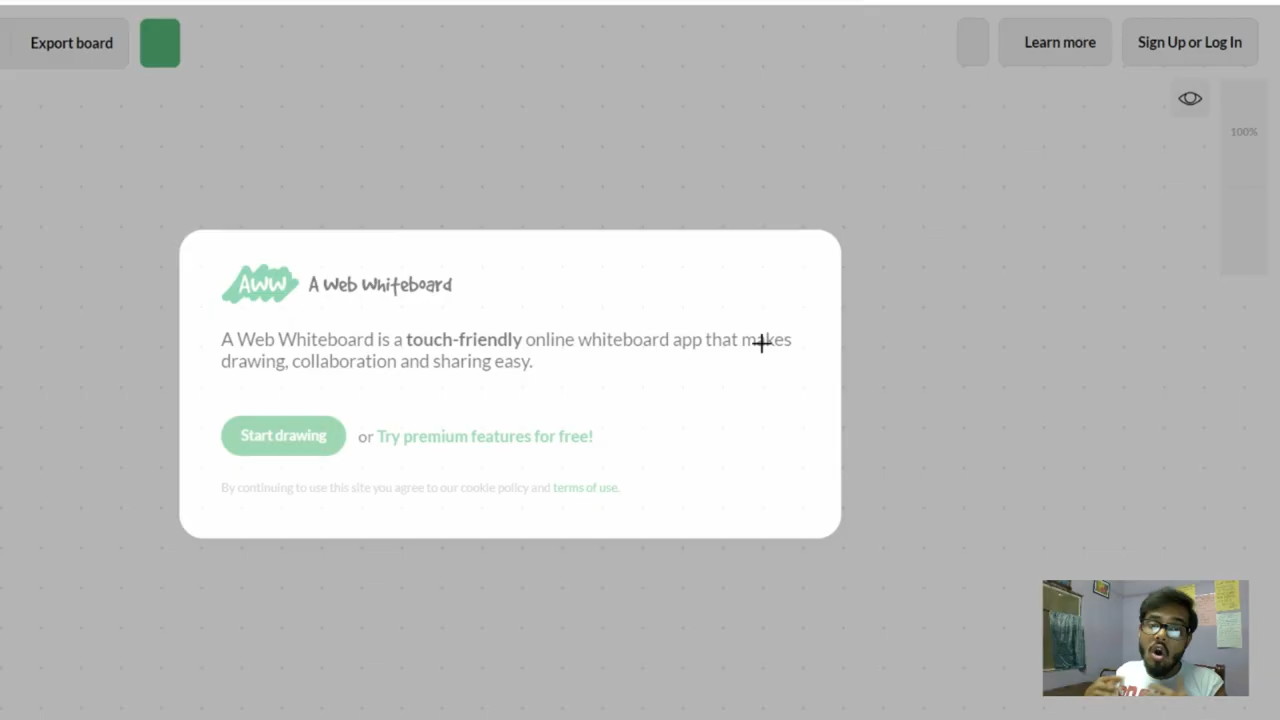 Export board
Learn more
Sign Up or Log In
100%
AWW A Web Whiteboard
A Web Whiteboard is a touch-friendly online whiteboard app that makes
drawing, collaboration and sharing easy.
Start drawing or Try premium features for free!
By continuing to use this site you agree to our cookie policy and terms of use.